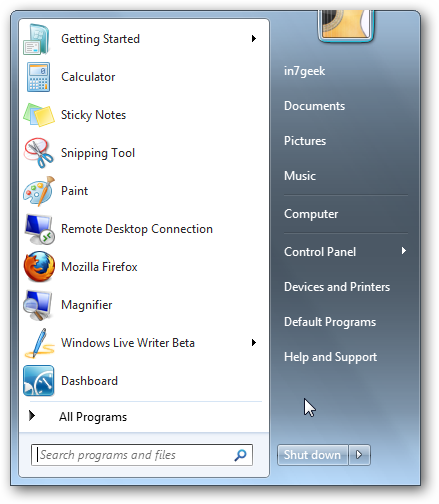 Getting Started
Calculator
Sticky Notes
Snipping Tool
Paint
Remote Desktop Connection
Mozilla Firefox
Magnifier
Windows Live Writer Beta
Dashboard
All Programs
Search programs and files
in7geek
Documents
Pictures
Music
Computer
Control Panel
Devices and Printers
Default Programs
Help and Support
Shut down